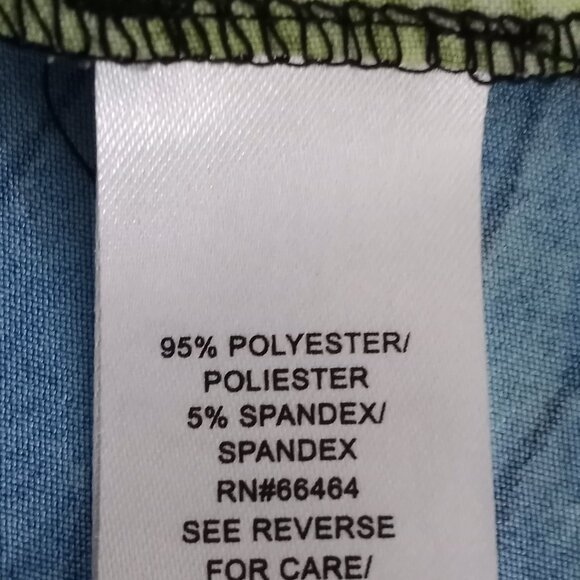 95% POLYESTER/
POLIESTER
5% SPANDEX/
SPANDEX
RN#66464
SEE REVERSE
FOR CARE/